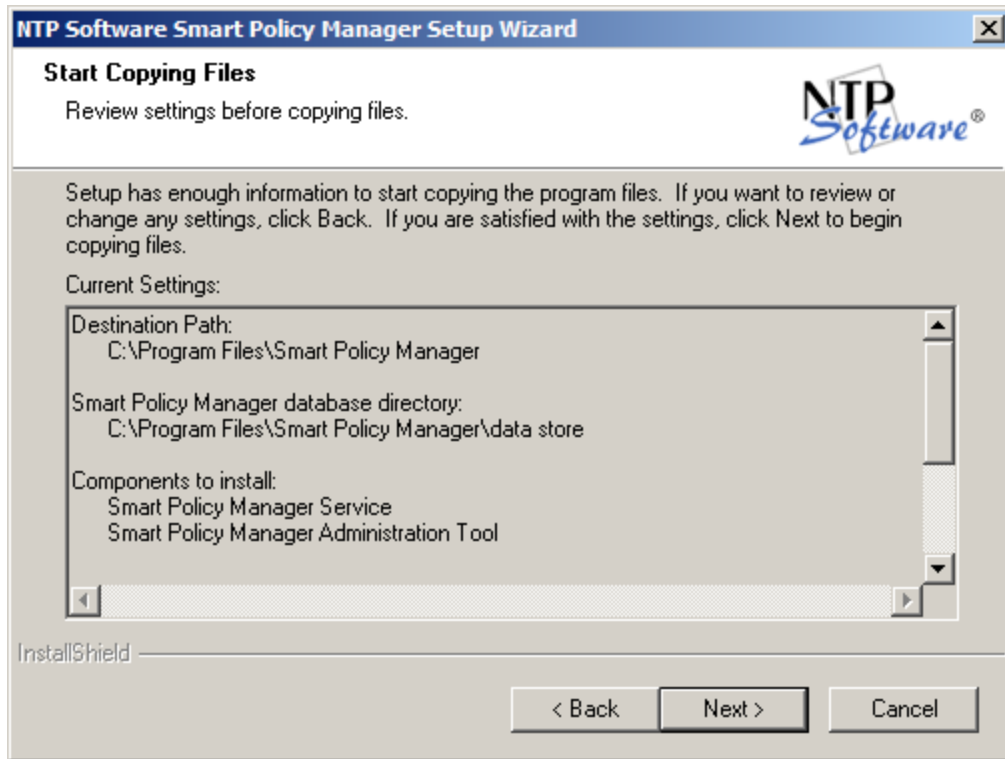 NTP Software Smart Policy Manager Setup Wizard
Start Copying Files
Review settings before copying files.
NTP
Software®
Setup has enough information to start copying the program files.  If you want to review or
change any settings, click Back.  If you are satisfied with the settings, click Next to begin
copying files.
Current Settings:
Destination Path:
C:\Program Files\Smart Policy Manager
Smart Policy Manager database directory:
C:\Program Files\Smart Policy Manager\data store
Components to install:
Smart Policy Manager Service
Smart Policy Manager Administration Tool
InstallShield
< Back
Next >
Cancel